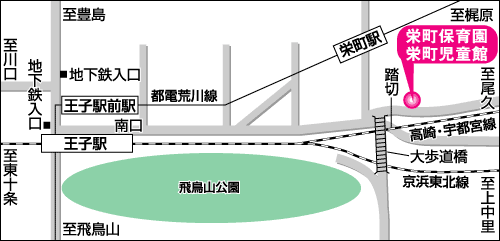 至豊島
至梶原
栄町駅
栄町保育園
栄町児童館
至川口
地下鉄入口
踏切
至尾久
都電荒川線
王子駅前駅
地下鉄入口
南口
高崎・宇都宮線
王子駅
大歩道橋
京浜東北線
飛鳥山公園
至東十条
至上中里
至飛鳥山